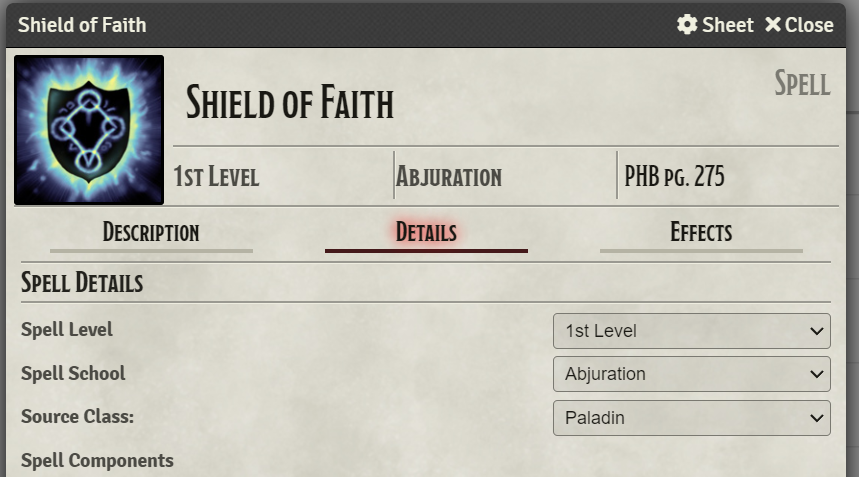 Shield of Faith Sheet Close
Shield of Faith
Spell
1st Level Abjuration PHB pg. 275
Description Details Effects
Spell Details
Spell Level 1st Level
Spell School Abjuration
Source Class: Paladin
Spell Components